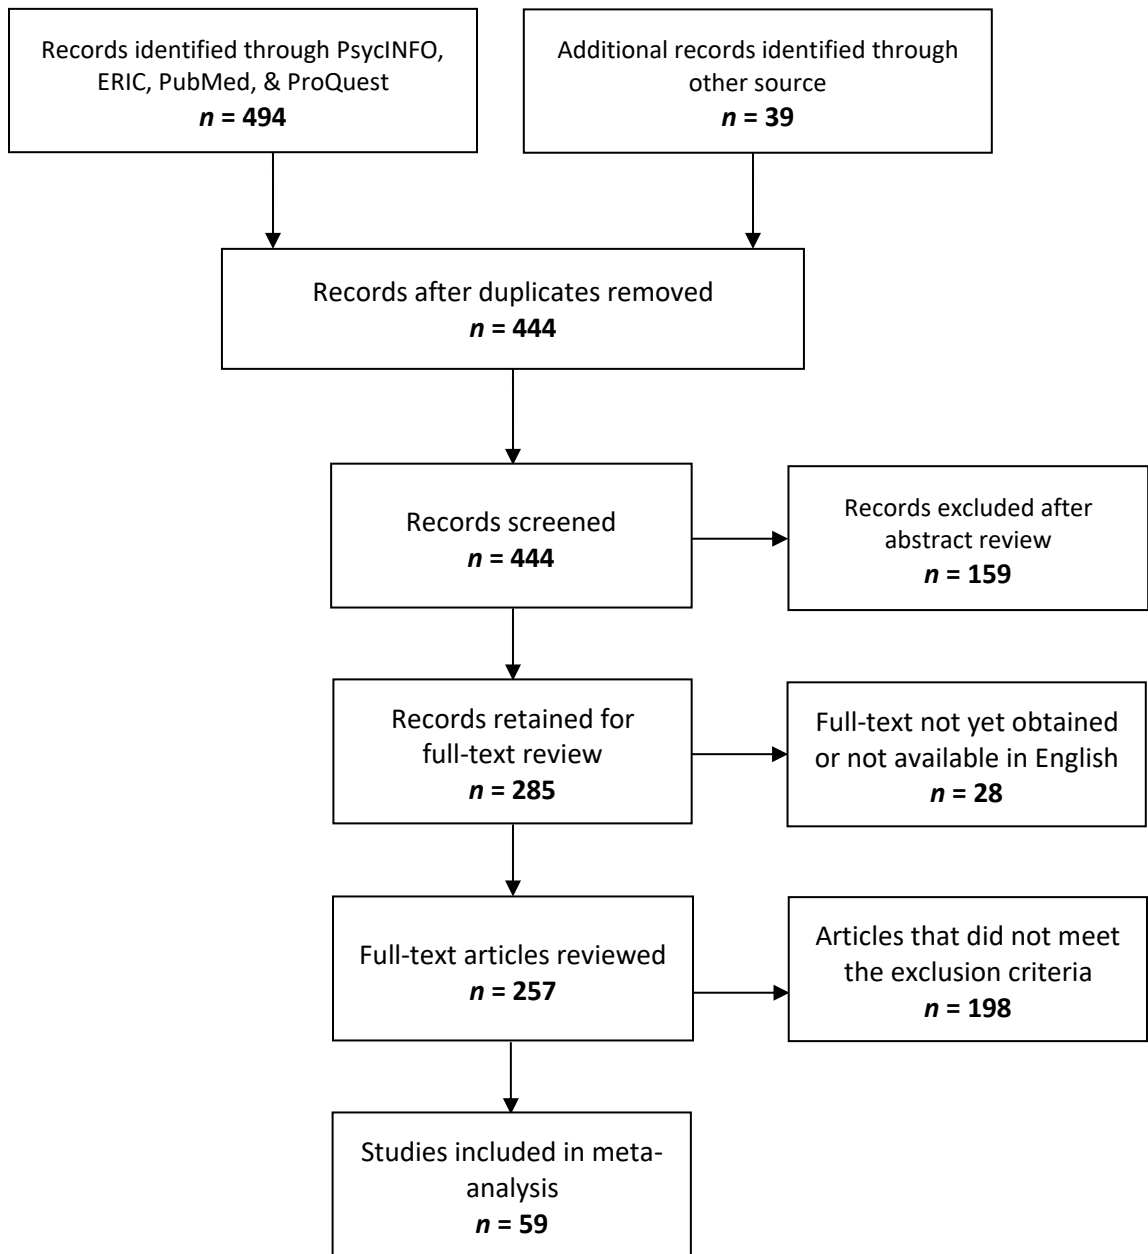 Records identified through PsycINFO,
ERIC, PubMed, & ProQuest
n = 494
Additional records identified through
other source
n = 39
Records after duplicates removed
n = 444
Records screened
n = 444
Records excluded after
abstract review
n = 159
Records retained for
full-text review
n = 285
Full-text not yet obtained
or not available in English
n = 28
Full-text articles reviewed
n = 257
Articles that did not meet
the exclusion criteria
n = 198
Studies included in meta-
analysis
n = 59